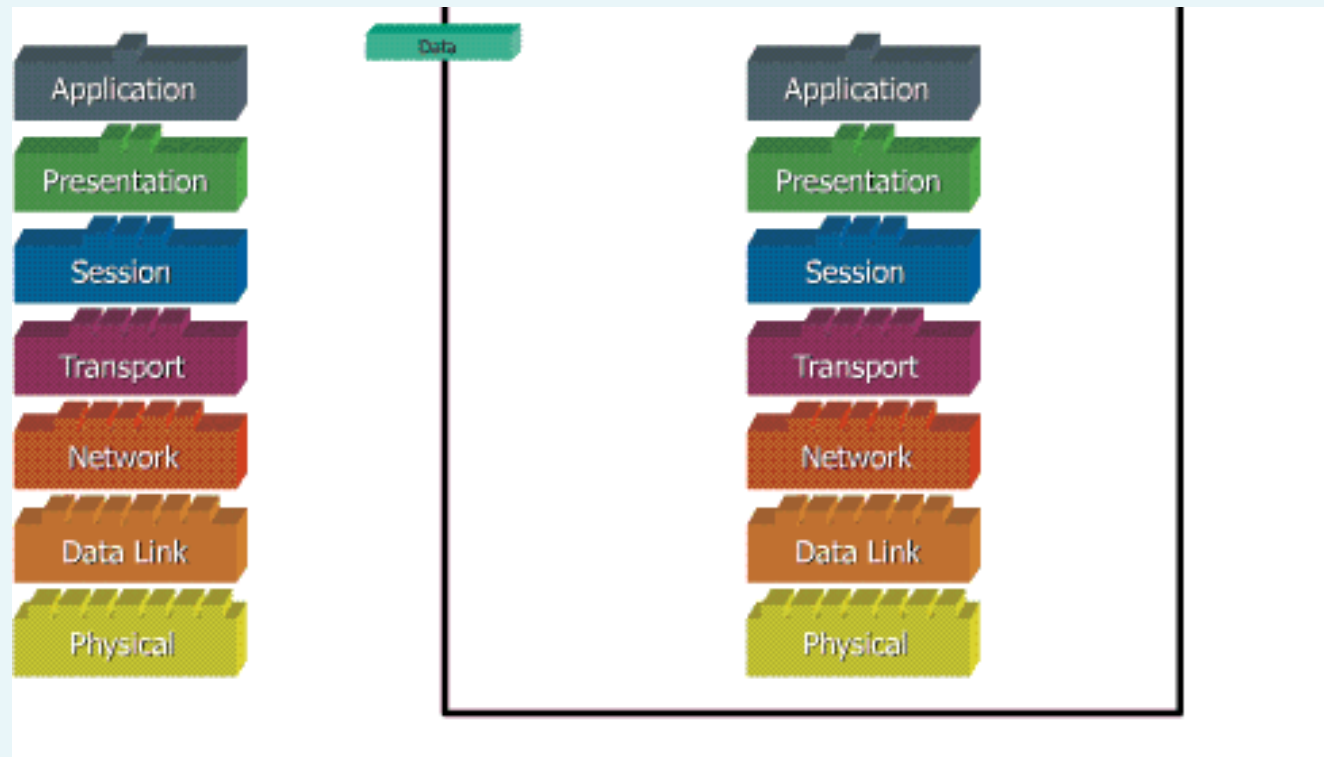 Data
Application
Presentation
Session
Transport
Network
Data Link
Physical
Application
Presentation
Session
Transport
Network
Data Link
Physical